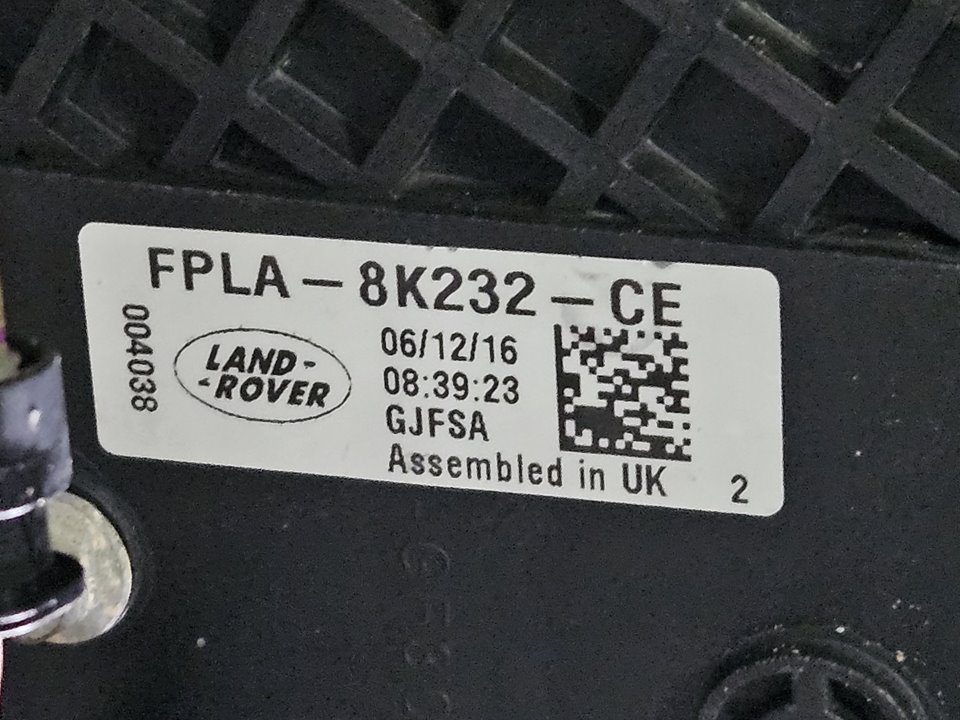 FPLA-8K232-CE
004038
LAND-
-ROVER
06/12/16
08:39:23
GJFSA
Assembled in UK
2